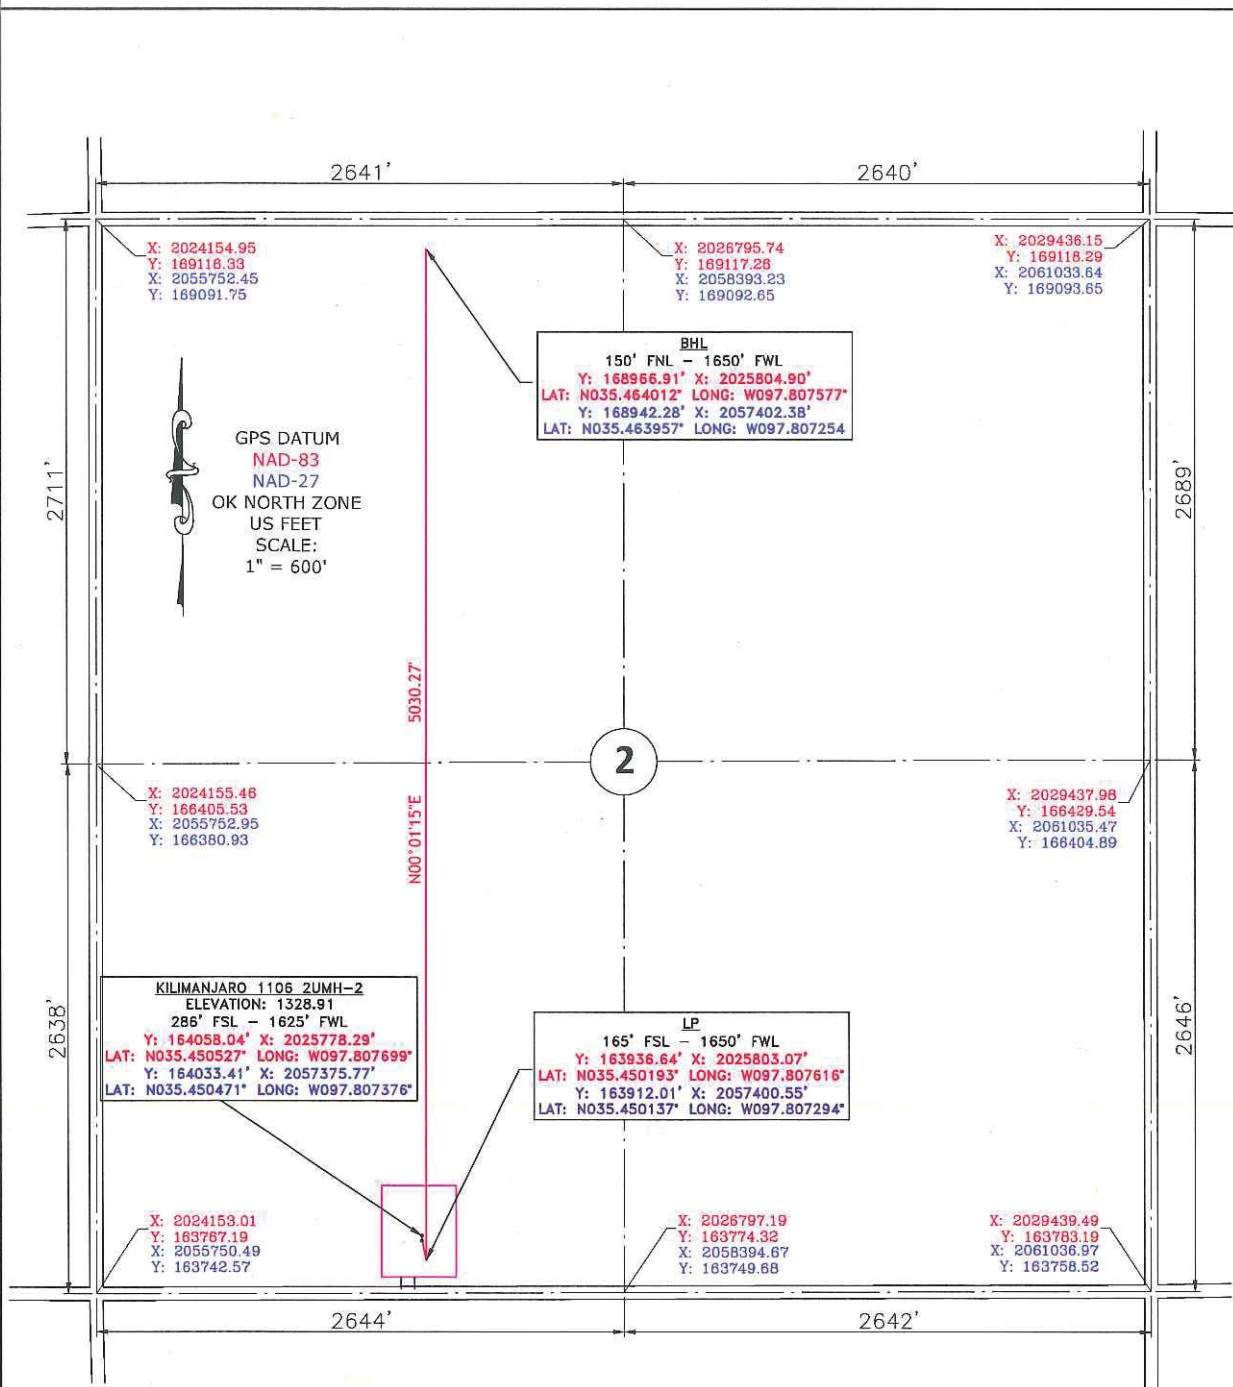 2641'
2640'
X: 2024154.95
Y: 169116.33
X: 2055752.45
Y: 169091.75
X: 2026795.74
Y: 169117.26
X: 2058393.23
Y: 169092.65
X: 2029436.15
Y: 169118.29
X: 2061033.64
Y: 169093.65
BHL
150' FNL - 1650' FWL
Y: 168966.91' X: 2025804.90'
LAT: N035.464012° LONG: W097.807577°
Y: 168942.28' X: 2057402.38'
LAT: N035.463957° LONG: W097.807254
GPS DATUM
NAD-83
NAD-27
OK NORTH ZONE
US FEET
SCALE:
1" = 600'
2711'
2689'
5030.27'
N00°01'15"E
2
X: 2024155.46
Y: 166405.53
X: 2055752.95
Y: 166380.93
X: 2029437.98
Y: 166429.54
X: 2061035.47
Y: 166404.89
2638'
2646'
KILIMANJARO 1106 2UMH-2
ELEVATION: 1328.91
286' FSL - 1625' FWL
Y: 164058.04' X: 2025778.29'
LAT: N035.450527° LONG: W097.807699°
Y: 164033.41' X: 2057375.77'
LAT: N035.450471° LONG: W097.807376°
LP
165' FSL - 1650' FWL
Y: 163936.64' X: 2025803.07'
LAT: N035.450193° LONG: W097.807616°
Y: 163912.01' X: 2057400.55'
LAT: N035.450137° LONG: W097.807294°
X: 2024153.01
Y: 163767.19
X: 2055750.49
Y: 163742.57
X: 2026797.19
Y: 163774.32
X: 2058394.67
Y: 163749.68
X: 2029439.49
Y: 163783.19
X: 2061036.97
Y: 163758.52
2644'
2642'